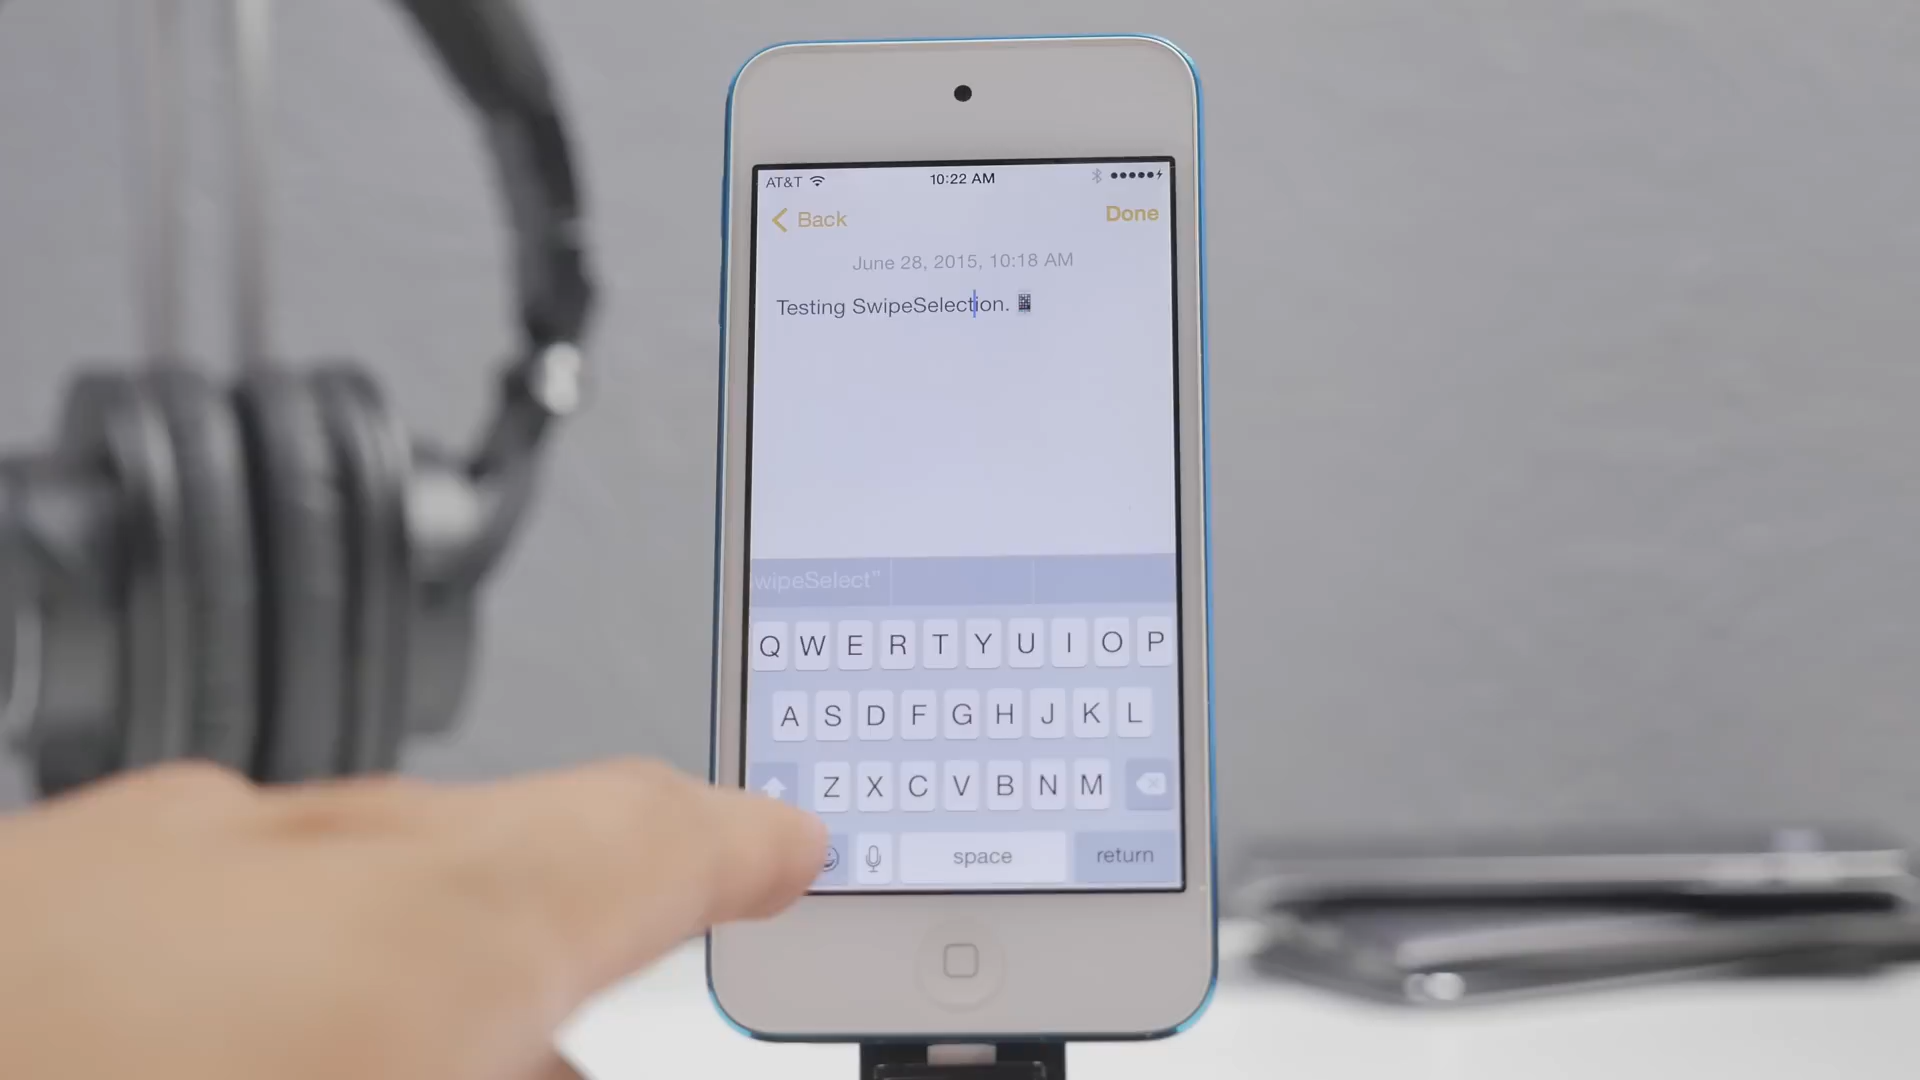 AT&T
10:22 AM
Back
Done
June 28, 2015, 10:18 AM
Testing SwipeSelection.
wipeSelect"
Q W E R T Y U I O P
A S D F G H J K L
Z X C V B N M
space
return